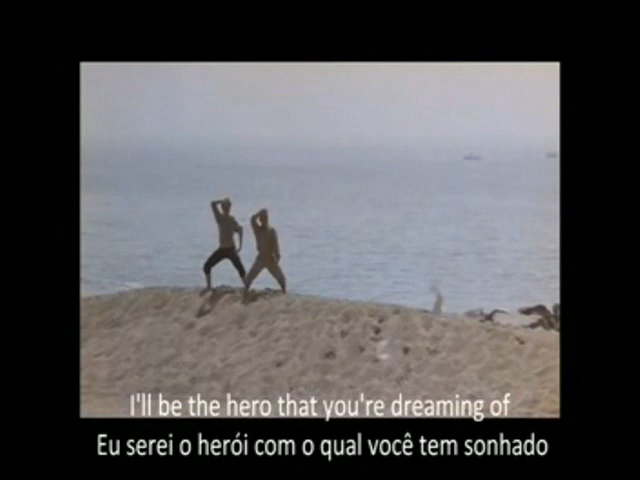 I'll be the hero that you're dreaming of
Eu serei o herói com o qual você tem sonhado